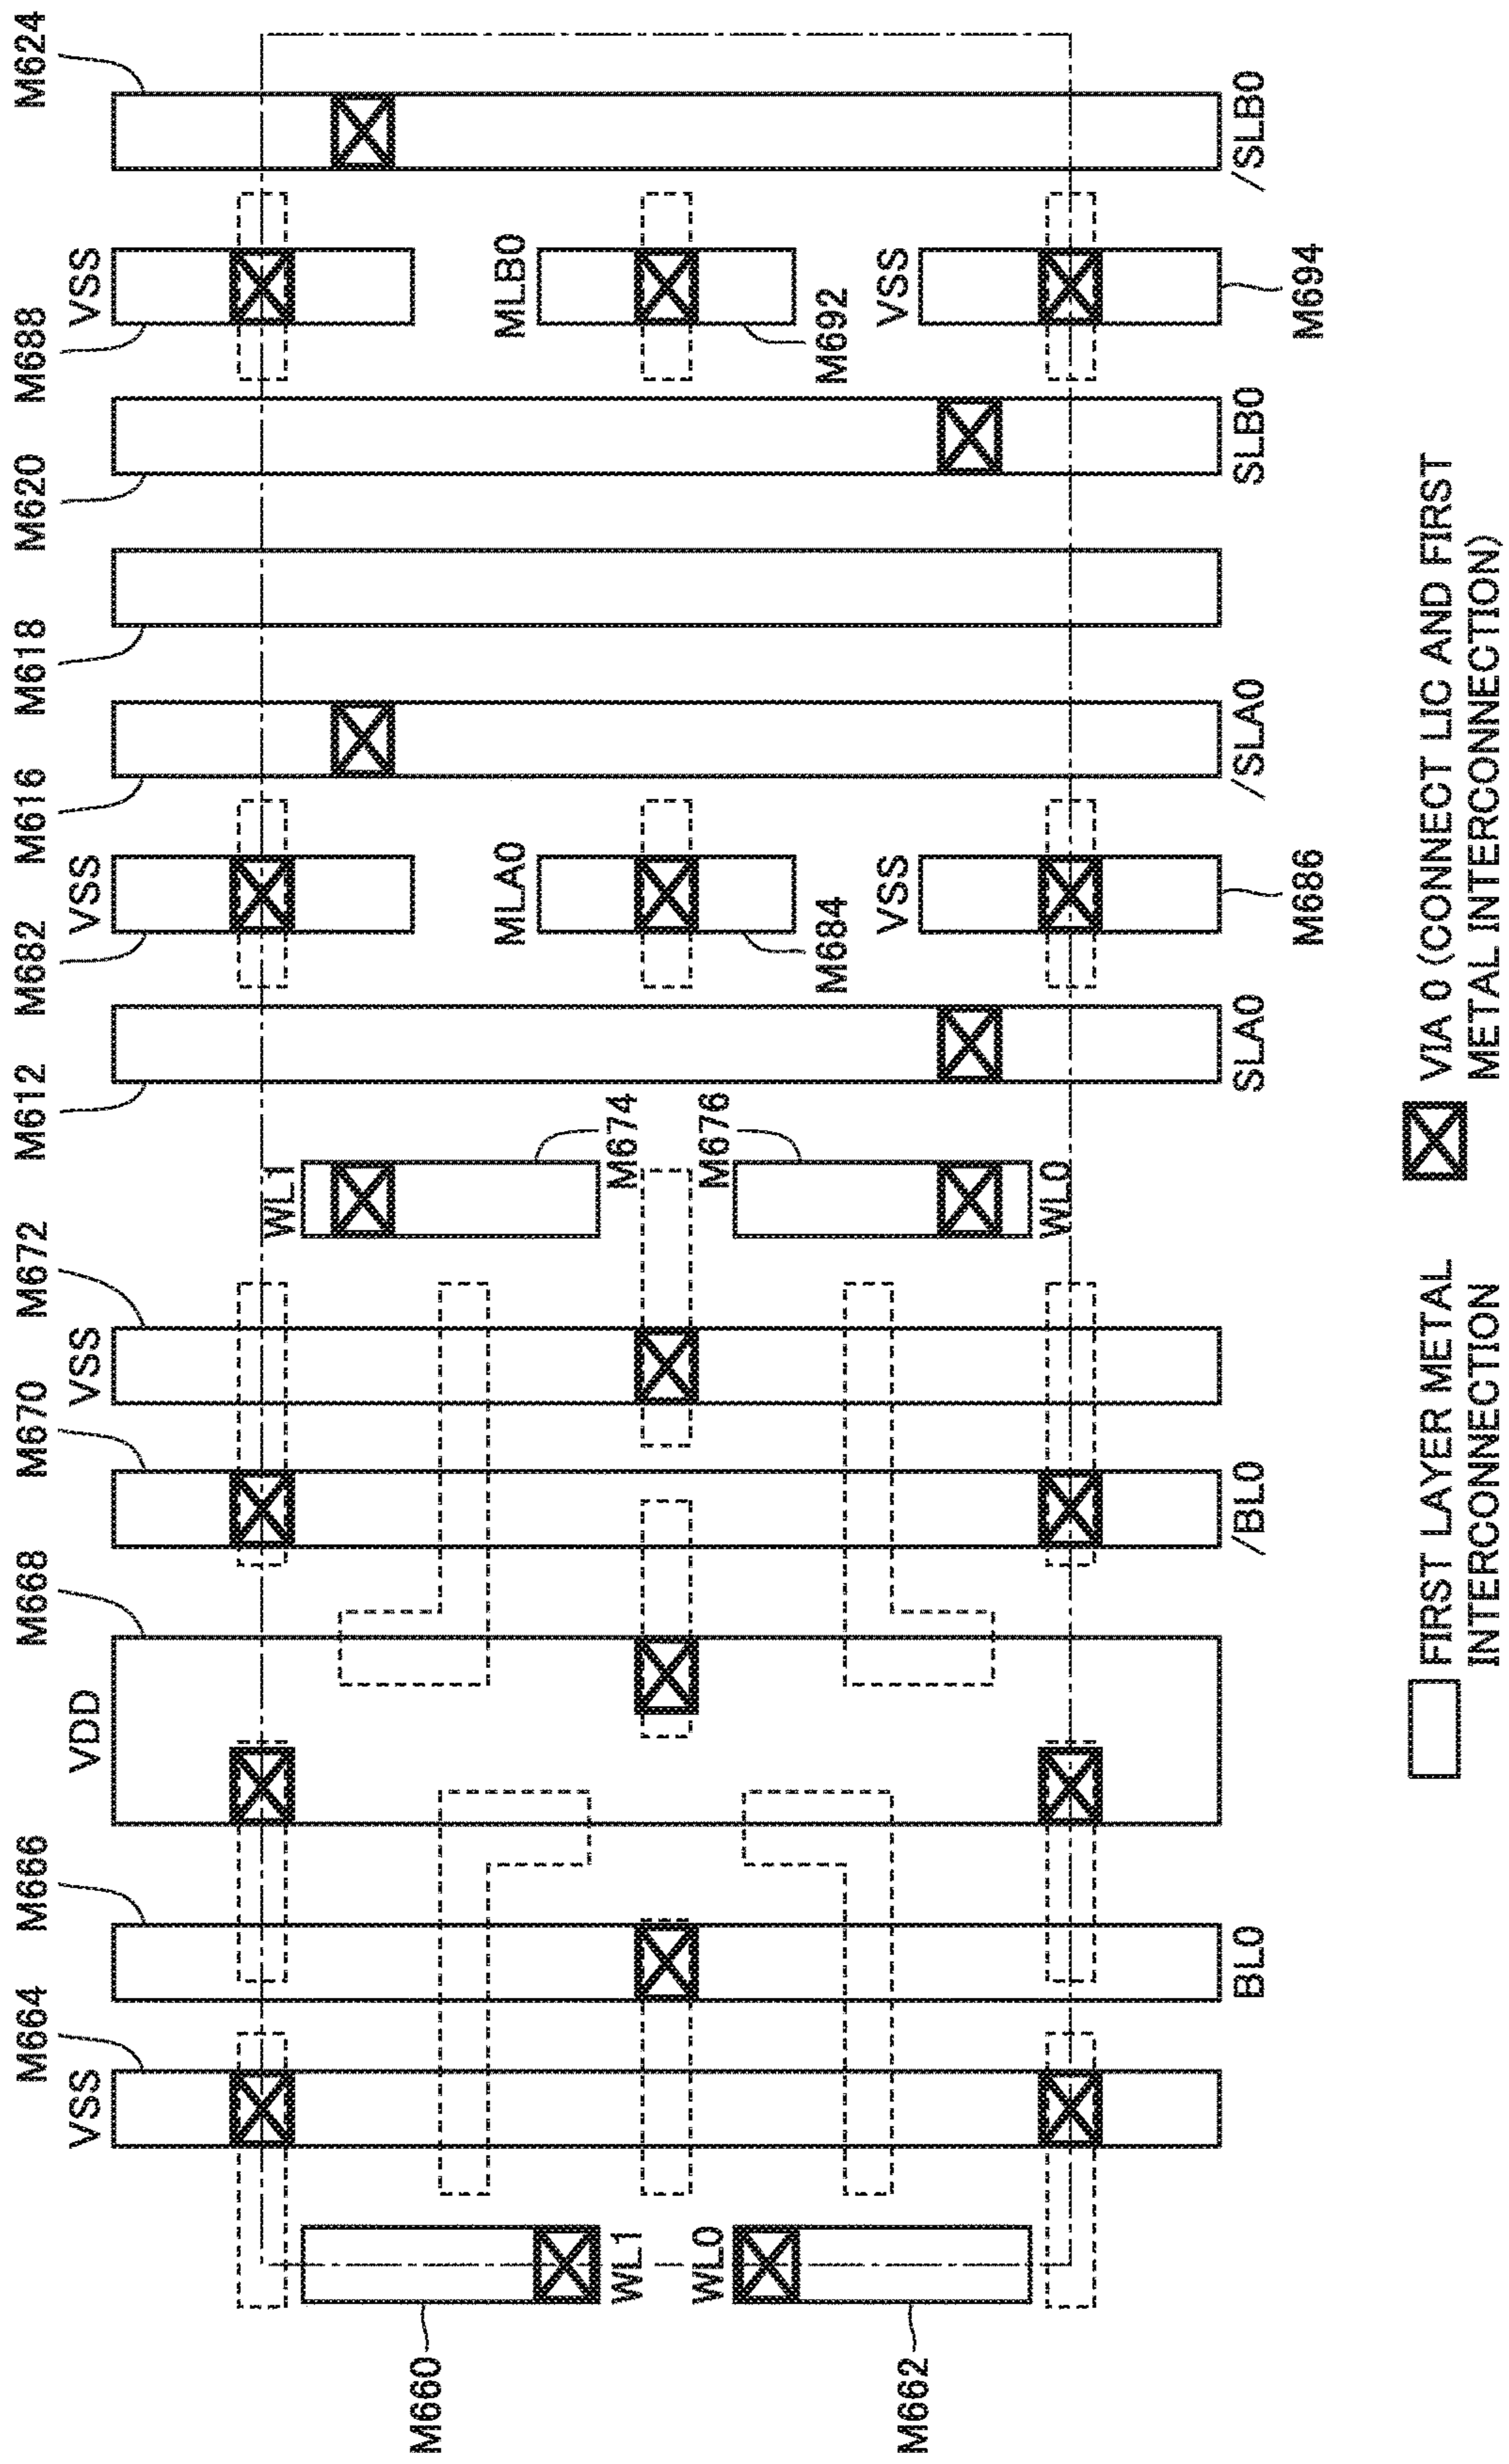 M664
M666
M668
M670
M672
M612
M682
M616
M618
M620
M688
M624
VSS
VDD
VSS
VSS
VSS
WL1
M660
MLA0
MLB0
WL1
M674
WL0
M676
M684
M692
VSS
VSS
M662
WL0
BL0
/BL0
SLA0
/SLA0
SLB0
/SLB0
M686
M694
FIRST LAYER METAL
INTERCONNECTION
VIA 0 (CONNECT LIC AND FIRST
METAL INTERCONNECTION)